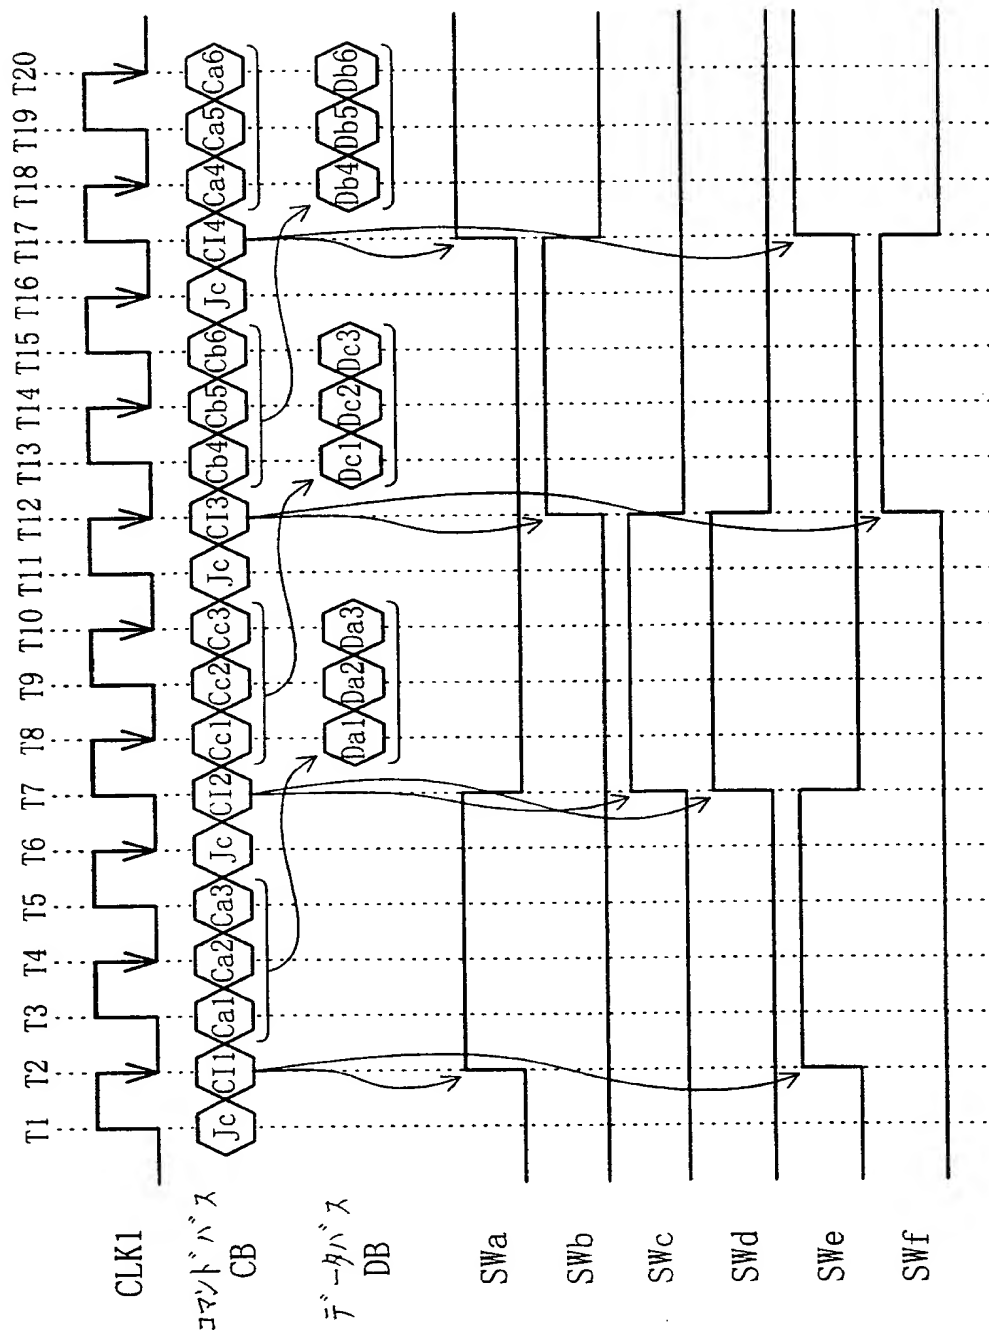 T1 T2 T3 T4 T5 T6 T7 T8 T9 T10 T11 T12 T13 T14 T15 T16 T17 T18 T19 T20
CLK1
コマンドバス
CB
Jc CI1 Ca1 Ca2 Ca3 Jc CI2 Cc1 Cc2 Cc3 Jc CI3 Cb4 Cb5 Cb6 Jc CI4 Ca4 Ca5 Ca6
データバス
DB
Da1 Da2 Da3 Dc1 Dc2 Dc3 Db4 Db5 Db6
SWa
SWb
SWc
SWd
SWe
SWf